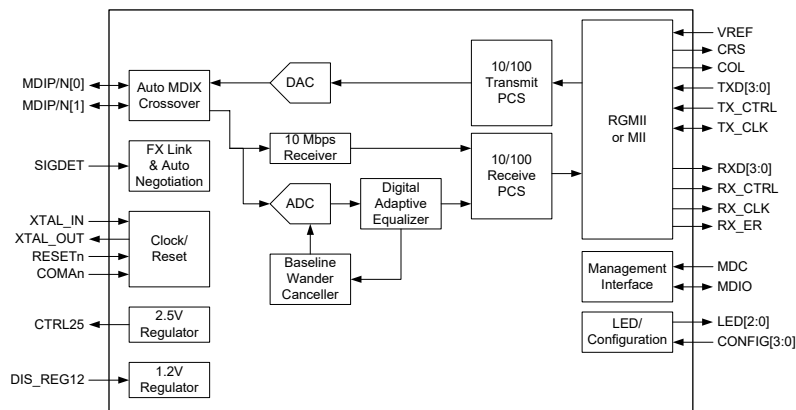 MDIP/N[0]
MDIP/N[1]
SIGDET
XTAL_IN
XTAL_OUT
RESETn
COMAn
CTRL25
DIS_REG12
Auto MDIX
Crossover
FX Link
& Auto
Negotiation
Clock/
Reset
2.5V
Regulator
1.2V
Regulator
DAC
10 Mbps
Receiver
ADC
Digital
Adaptive
Equalizer
Baseline
Wander
Canceller
10/100
Transmit
PCS
10/100
Receive
PCS
RGMII
or MII
Management
Interface
LED/
Configuration
VREF
CRS
COL
TXD[3:0]
TX_CTRL
TX_CLK
RXD[3:0]
RX_CTRL
RX_CLK
RX_ER
MDC
MDIO
LED[2:0]
CONFIG[3:0]